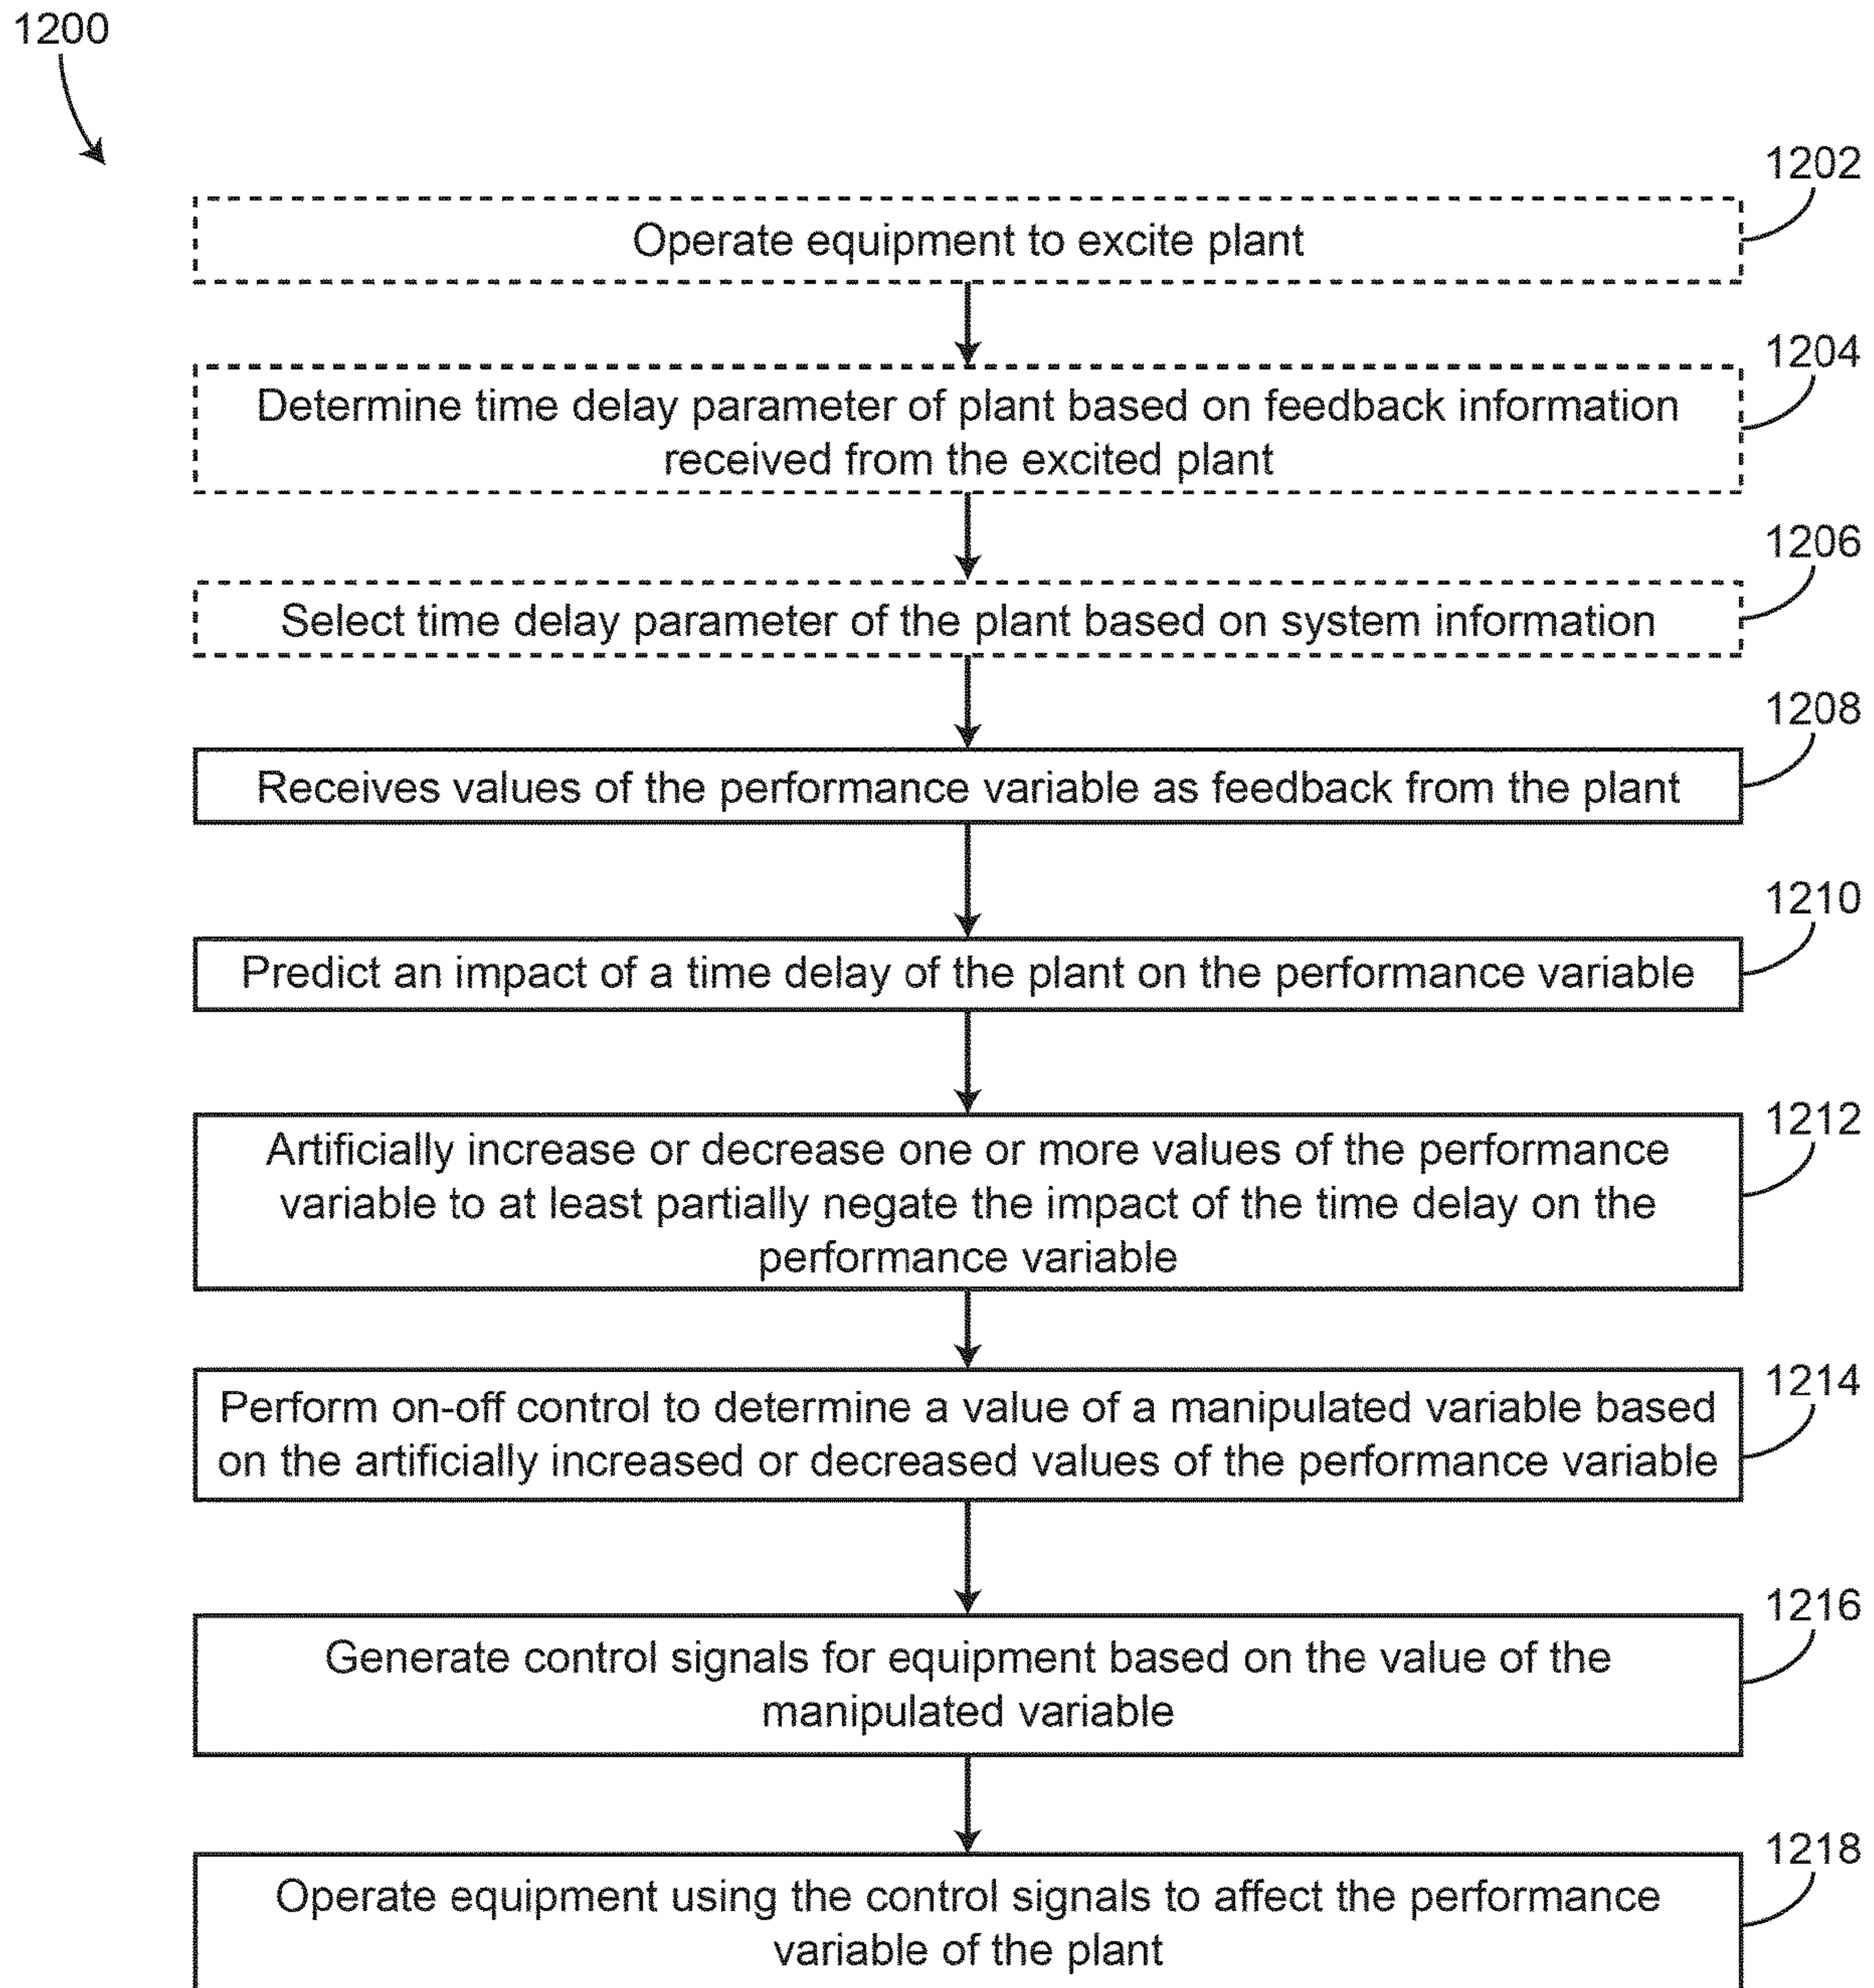 1200
1202
Operate equipment to excite plant
1204
Determine time delay parameter of plant based on feedback information
received from the excited plant
1206
Select time delay parameter of the plant based on system information
1208
Receives values of the performance variable as feedback from the plant
1210
Predict an impact of a time delay of the plant on the performance variable
1212
Artificially increase or decrease one or more values of the performance
variable to at least partially negate the impact of the time delay on the
performance variable
1214
Perform on-off control to determine a value of a manipulated variable based
on the artificially increased or decreased values of the performance variable
1216
Generate control signals for equipment based on the value of the
manipulated variable
1218
Operate equipment using the control signals to affect the performance
variable of the plant